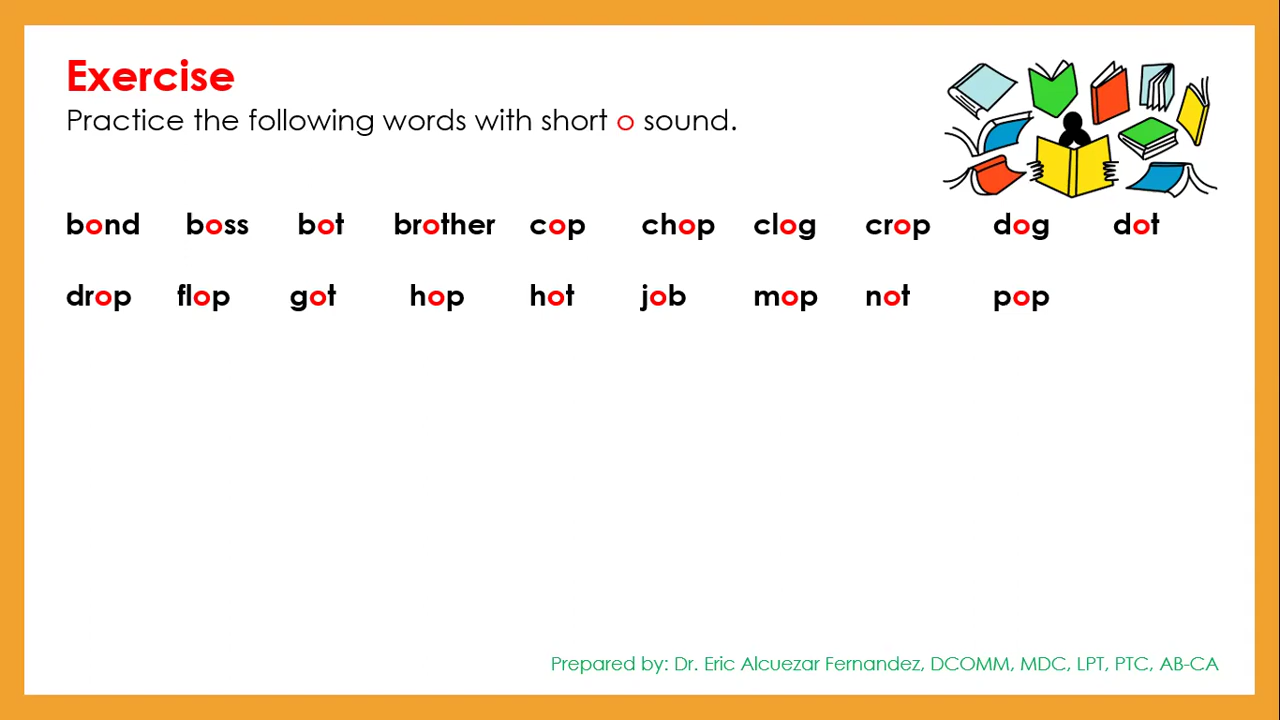 Exercise
Practice the following words with short o sound.
bond boss bot brother cop chop clog crop dog dot
drop flop got hop hot job mop not pop
Prepared by: Dr. Eric Alcuezar Fernandez, DCOMM, MDC, LPT, PTC, AB-CA